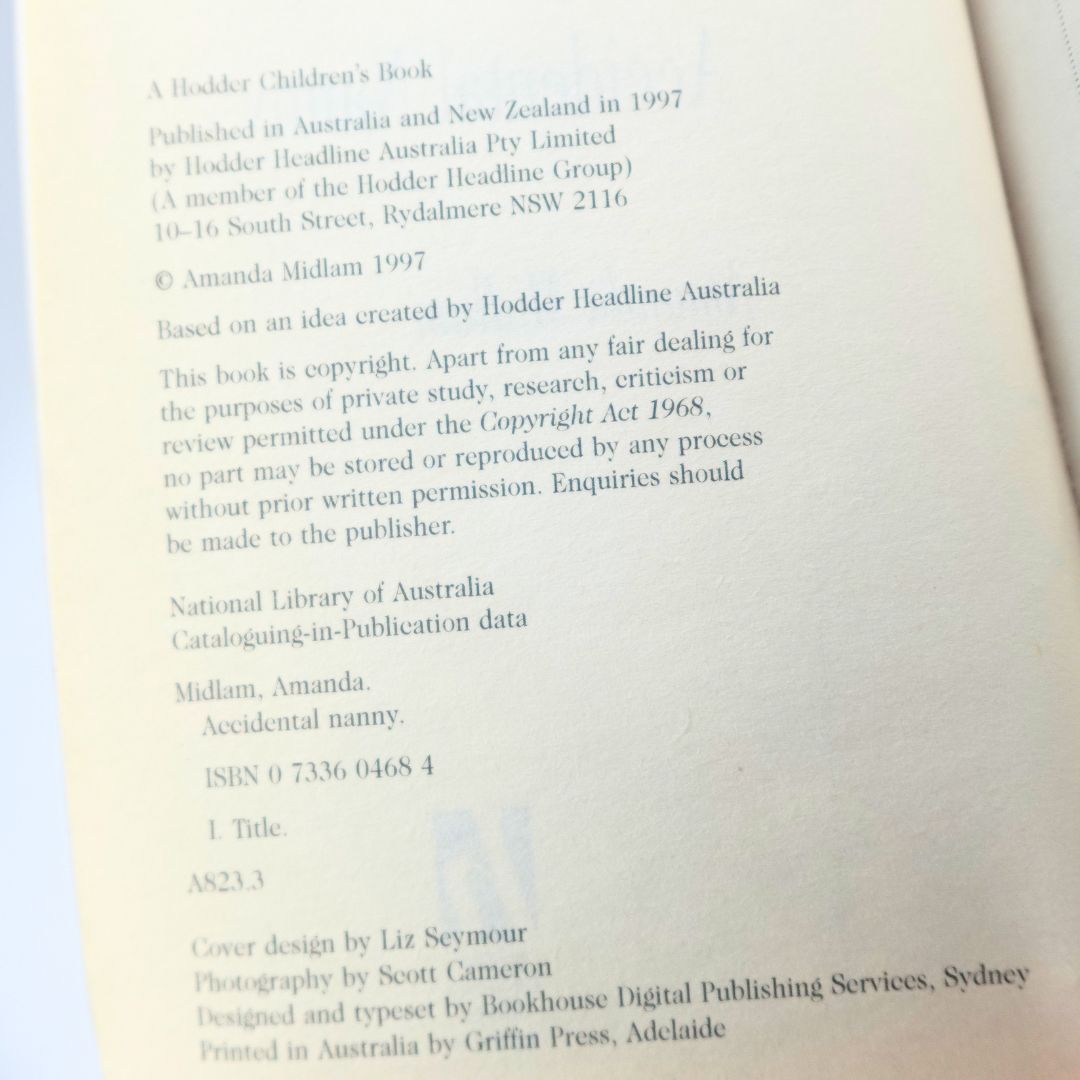 A Hodder Children's Book
Published in Australia and New Zealand in 1997
by Hodder Headline Australia Pty Limited
(A member of the Hodder Headline Group)
10–16 South Street, Rydalmere NSW 2116
© Amanda Midlam 1997
Based on an idea created by Hodder Headline Australia
This book is copyright. Apart from any fair dealing for
the purposes of private study, research, criticism or
review permitted under the Copyright Act 1968,
no part may be stored or reproduced by any process
without prior written permission. Enquiries should
be made to the publisher.
National Library of Australia
Cataloguing-in-Publication data
Midlam, Amanda.
Accidental nanny.
ISBN 0 7336 0468 4
I. Title.
A823.3
Cover design by Liz Seymour
Photography by Scott Cameron
Designed and typeset by Bookhouse Digital Publishing Services, Sydney
Printed in Australia by Griffin Press, Adelaide